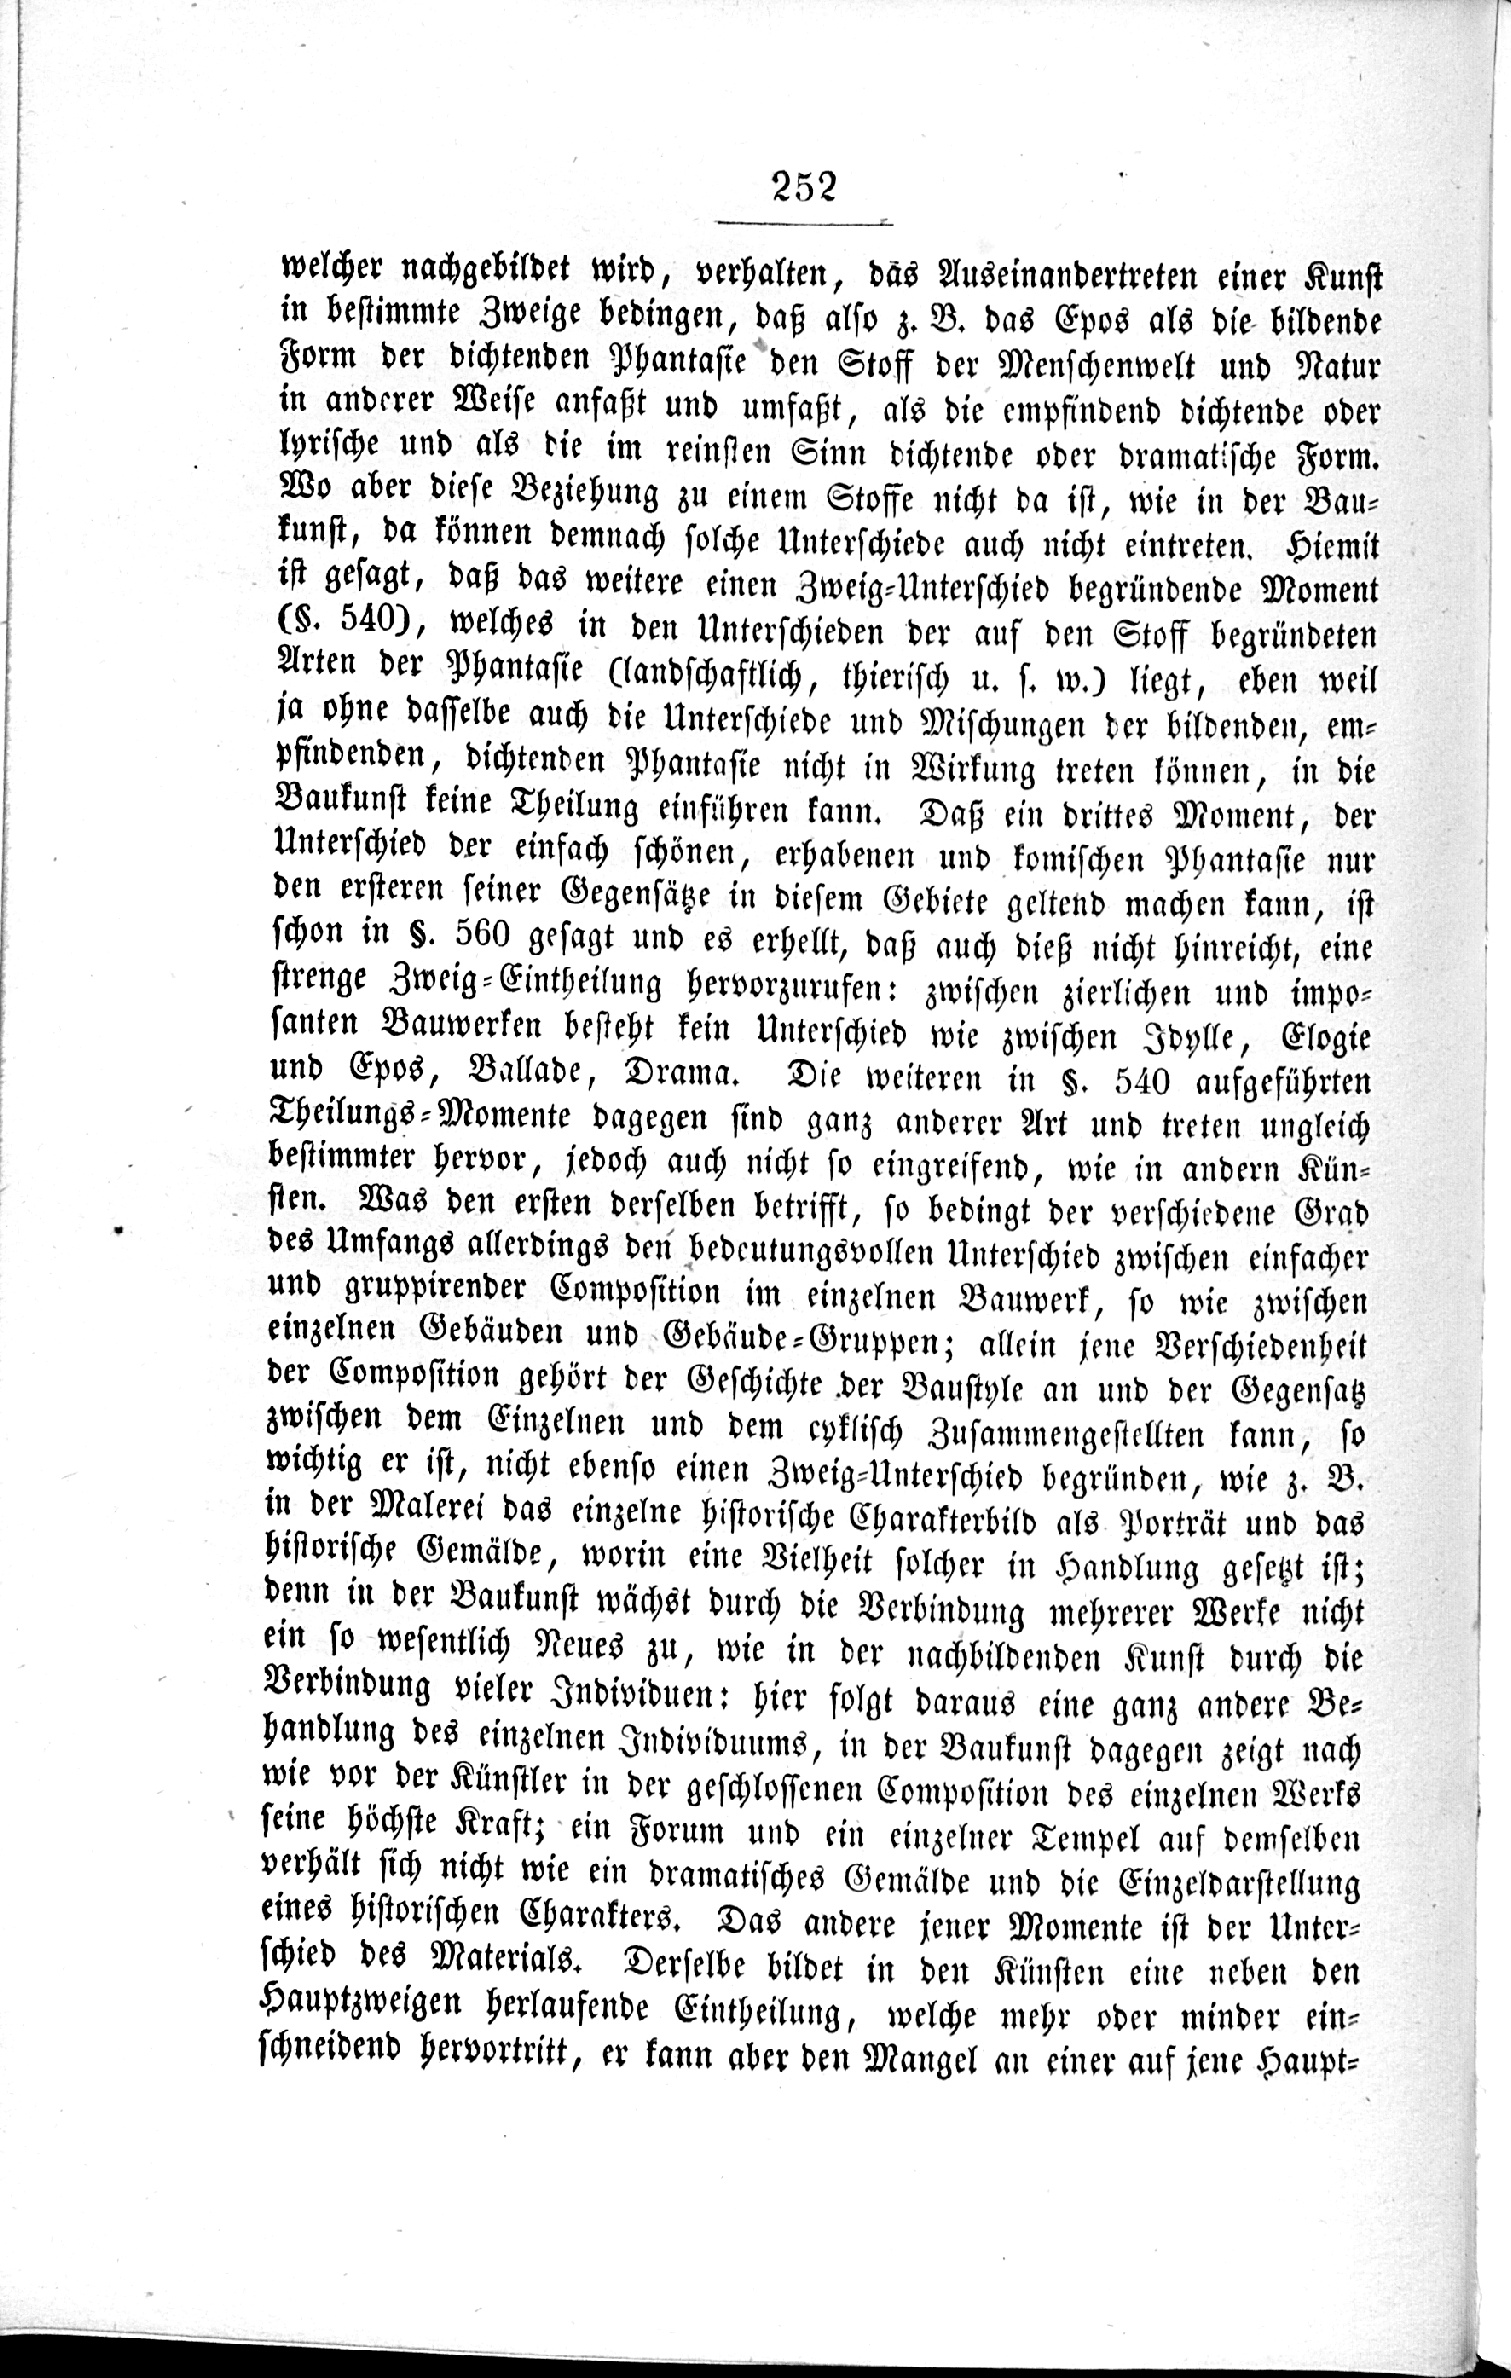 252
welcher nachgebildet wird, verhalten, das Auseinandertreten einer Kunst
in bestimmte Zweige bedingen, daß also z. B. das Epos als die bildende
Form der dichtenden Phantasie den Stoff der Menschenwelt und Natur
in anderer Weise anfaßt und umfaßt, als die empfindend dichtende oder
lyrische und als die im reinsten Sinn dichtende oder dramatische Form.
Wo aber diese Beziehung zu einem Stoffe nicht da ist, wie in der Bau-
kunst, da können demnach solche Unterschiede auch nicht eintreten. Hiemit
ist gesagt, daß das weitere einen Zweig-Unterschied begründende Moment
(§. 540), welches in den Unterschieden der auf den Stoff begründeten
Arten der Phantasie (landschaftlich, thierisch u. s. w.) liegt, eben weil
ja ohne dasselbe auch die Unterschiede und Mischungen der bildenden, em-
pfindenden, dichtenden Phantasie nicht in Wirkung treten können, in die
Baukunst keine Theilung einführen kann. Daß ein drittes Moment, der
Unterschied der einfach schönen, erhabenen und komischen Phantasie nur
den ersteren seiner Gegensätze in diesem Gebiete geltend machen kann, ist
schon in §. 560 gesagt und es erhellt, daß auch dieß nicht hinreicht, eine
strenge Zweig-Eintheilung hervorzurufen: zwischen zierlichen und impo-
santen Bauwerken besteht kein Unterschied wie zwischen Idylle, Elogie
und Epos, Ballade, Drama. Die weiteren in §. 540 aufgeführten
Theilungs-Momente dagegen sind ganz anderer Art und treten ungleich
bestimmter hervor, jedoch auch nicht so eingreifend, wie in andern Kün-
sten. Was den ersten derselben betrifft, so bedingt der verschiedene Grad
des Umfangs allerdings den bedeutungsvollen Unterschied zwischen einfacher
und gruppirender Composition im einzelnen Bauwerk, so wie zwischen
einzelnen Gebäuden und Gebäude-Gruppen; allein jene Verschiedenheit
der Composition gehört der Geschichte der Baustyle an und der Gegensatz
zwischen dem Einzelnen und dem cyklisch Zusammengestellten kann, so
wichtig er ist, nicht ebenso einen Zweig-Unterschied begründen, wie z. B.
in der Malerei das einzelne historische Charakterbild als Porträt und das
historische Gemälde, worin eine Vielheit solcher in Handlung gesetzt ist;
denn in der Baukunst wächst durch die Verbindung mehrerer Werke nicht
ein so wesentlich Neues zu, wie in der nachbildenden Kunst durch die
Verbindung vieler Individuen: hier folgt daraus eine ganz andere Be-
handlung des einzelnen Individuums, in der Baukunst dagegen zeigt nach
wie vor der Künstler in der geschlossenen Composition des einzelnen Werks
seine höchste Kraft; ein Forum und ein einzelner Tempel auf demselben
verhält sich nicht wie ein dramatisches Gemälde und die Einzeldarstellung
eines historischen Charakters. Das andere jener Momente ist der Unter-
schied des Materials. Derselbe bildet in den Künsten eine neben den
Hauptzweigen herlaufende Eintheilung, welche mehr oder minder ein-
schneidend hervortritt, er kann aber den Mangel an einer auf jene Haupt-